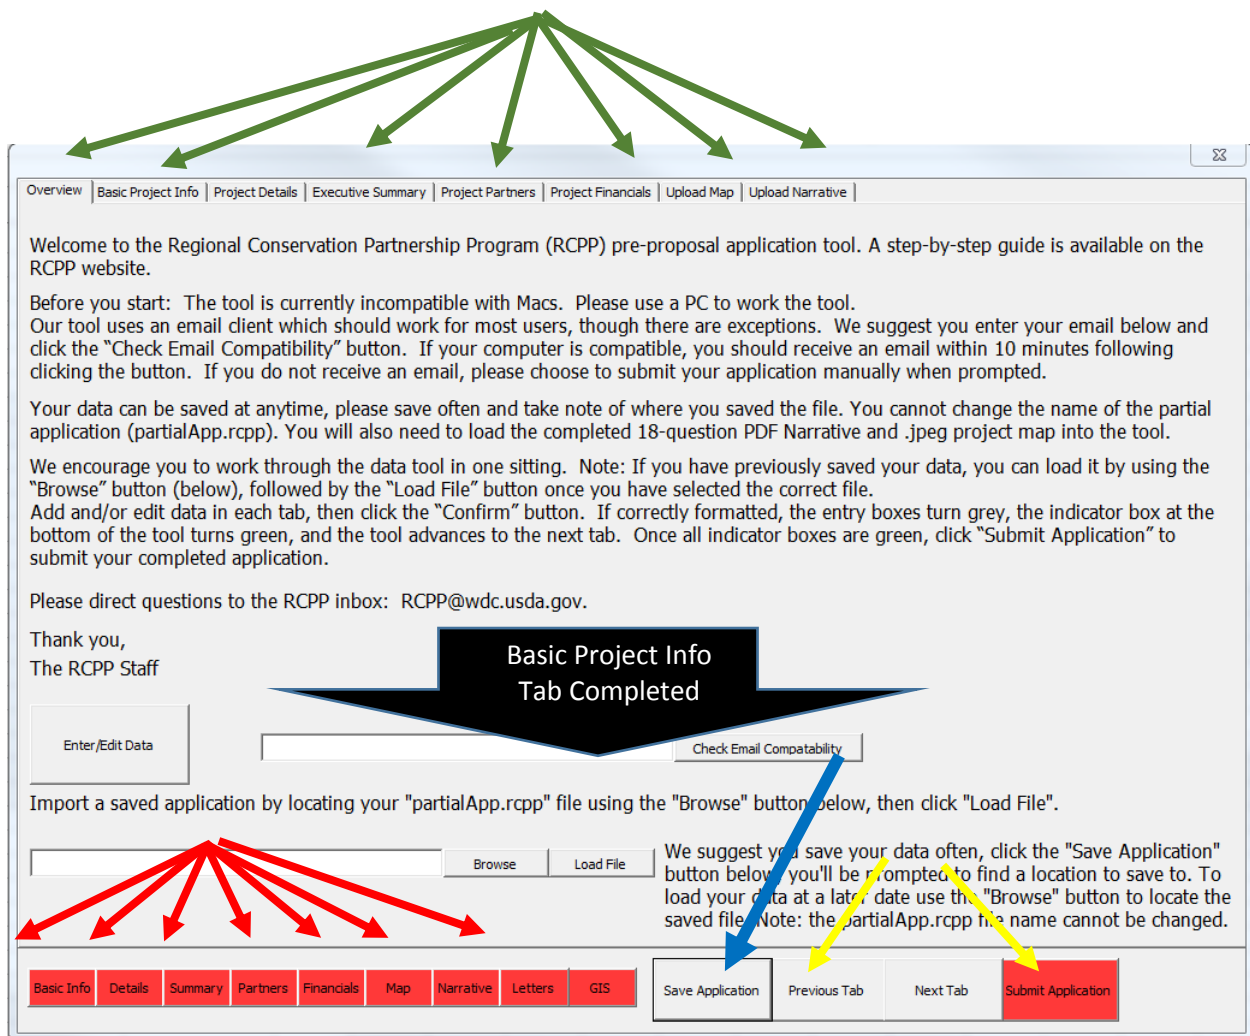 Overview Basic Project Info Project Details Executive Summary Project Partners Project Financials Upload Map Upload Narrative
Welcome to the Regional Conservation Partnership Program (RCPP) pre-proposal application tool. A step-by-step guide is available on the
RCPP website.
Before you start: The tool is currently incompatible with Macs. Please use a PC to work the tool.
Our tool uses an email client which should work for most users, though there are exceptions. We suggest you enter your email below and
click the “Check Email Compatibility” button. If your computer is compatible, you should receive an email within 10 minutes following
clicking the button. If you do not receive an email, please choose to submit your application manually when prompted.
Your data can be saved at anytime, please save often and take note of where you saved the file. You cannot change the name of the partial
application (partialApp.rcpp). You will also need to load the completed 18-question PDF Narrative and .jpeg project map into the tool.
We encourage you to work through the data tool in one sitting. Note: If you have previously saved your data, you can load it by using the
“Browse” button (below), followed by the “Load File” button once you have selected the correct file.
Add and/or edit data in each tab, then click the “Confirm” button. If correctly formatted, the entry boxes turn grey, the indicator box at the
bottom of the tool turns green, and the tool advances to the next tab. Once all indicator boxes are green, click “Submit Application” to
submit your completed application.
Please direct questions to the RCPP inbox: RCPP@wdc.usda.gov.
Thank you,
The RCPP Staff
Basic Project Info
Tab Completed
Enter/Edit Data
Check Email Compatability
Import a saved application by locating your "partialApp.rcpp" file using the "Browse" button below, then click "Load File".
Browse Load File
We suggest you save your data often, click the "Save Application"
button below, you'll be prompted to find a location to save to. To
load your data at a later date use the "Browse" button to locate the
saved file. Note: the partialApp.rcpp file name cannot be changed.
Basic Info Details Summary Partners Financials Map Narrative Letters GIS Save Application Previous Tab Next Tab Submit Application